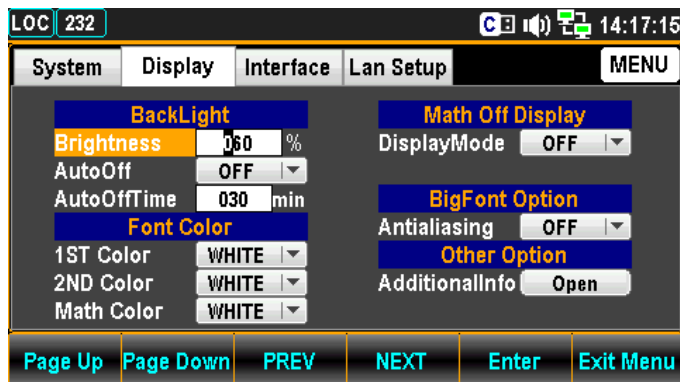 LOC 232 C 14:17:15
System Display Interface Lan Setup MENU
BackLight
Brightness 060 %
AutoOff OFF
AutoOffTime 030 min
Font Color
1ST Color WHITE
2ND Color WHITE
Math Color WHITE
Math Off Display
DisplayMode OFF
BigFont Option
Antialiasing OFF
Other Option
AdditionalInfo Open
Page Up Page Down PREV NEXT Enter Exit Menu